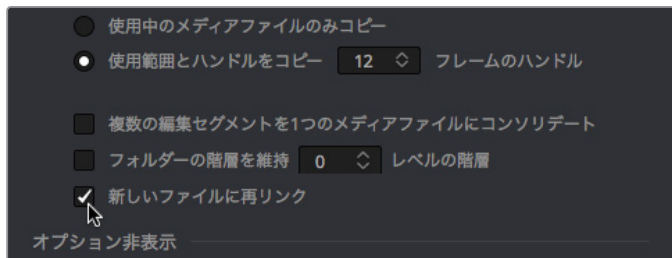 使用中のメディアファイルのみコピー
使用範囲とハンドルをコピー 12 フレームのハンドル
複数の編集セグメントを1つのメディアファイルにコンソリデート
フォルダーの階層を維持 0 レベルの階層
新しいファイルに再リンク
オプション非表示